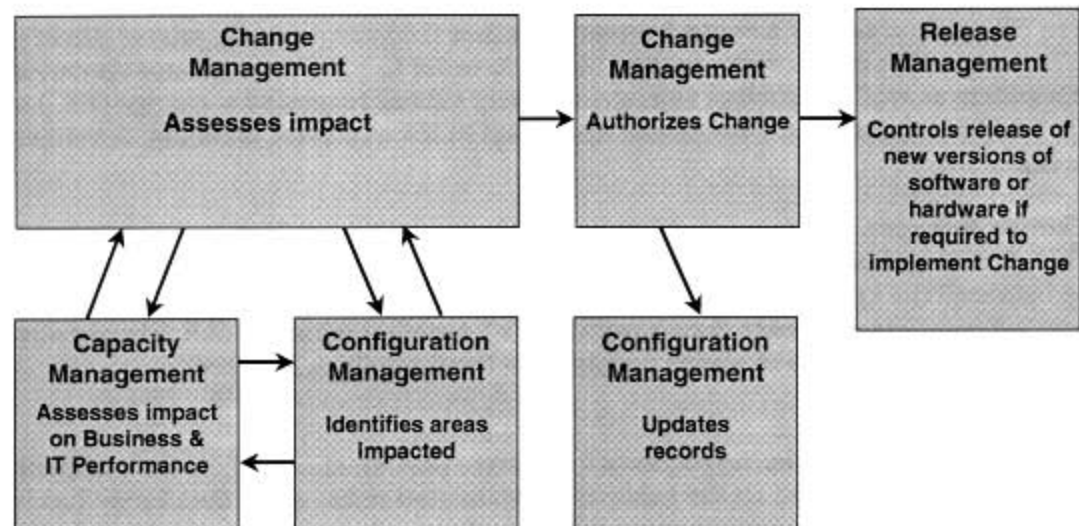 Change
Management
Assesses impact
Change
Management
Authorizes Change
Release
Management
Controls release of
new versions of
software or
hardware if
required to
implement Change
Capacity
Management
Assesses impact
on Business &
IT Performance
Configuration
Management
Identifies areas
impacted
Configuration
Management
Updates
records